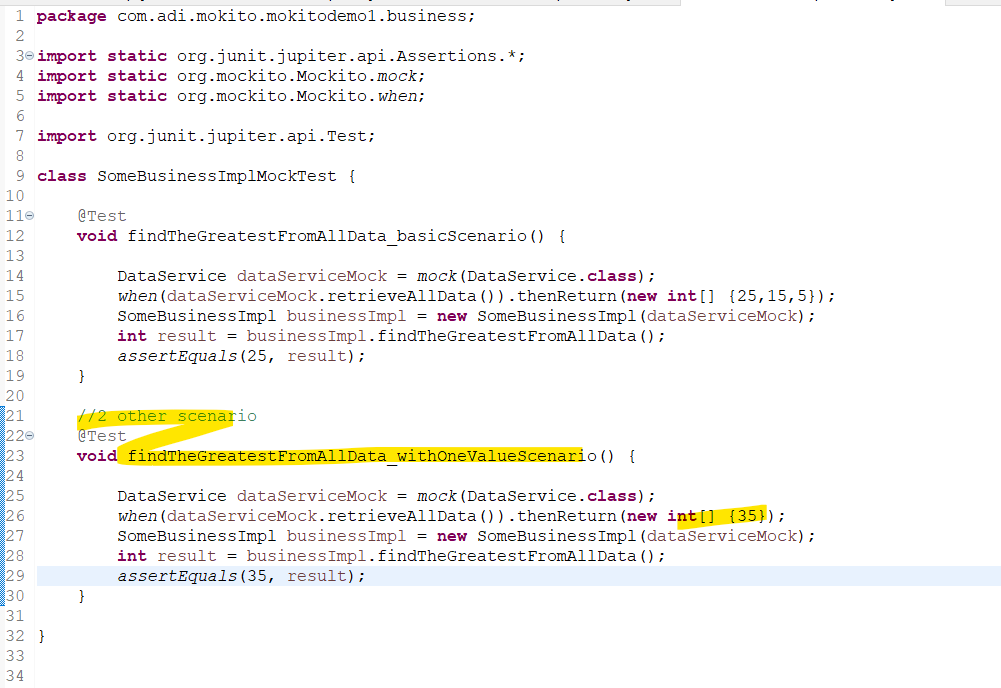 1 package com.adi.mokito.mokitodemo1.business;
2
3 import static org.junit.jupiter.api.Assertions.*;
4 import static org.mockito.Mockito.mock;
5 import static org.mockito.Mockito.when;
6
7 import org.junit.jupiter.api.Test;
8
9 class SomeBusinessImplMockTest {
10
11 @Test
12 void findTheGreatestFromAllData_basicScenario() {
13
14 DataService dataServiceMock = mock(DataService.class);
15 when(dataServiceMock.retrieveAllData()).thenReturn(new int[] {25,15,5});
16 SomeBusinessImpl businessImpl = new SomeBusinessImpl(dataServiceMock);
17 int result = businessImpl.findTheGreatestFromAllData();
18 assertEquals(25, result);
19 }
20
21 //2 other scenario
22 @Test
23 void findTheGreatestFromAllData_withOneValueScenario() {
24
25 DataService dataServiceMock = mock(DataService.class);
26 when(dataServiceMock.retrieveAllData()).thenReturn(new int[] {35});
27 SomeBusinessImpl businessImpl = new SomeBusinessImpl(dataServiceMock);
28 int result = businessImpl.findTheGreatestFromAllData();
29 assertEquals(35, result);
30 }
31
32 }
33
34